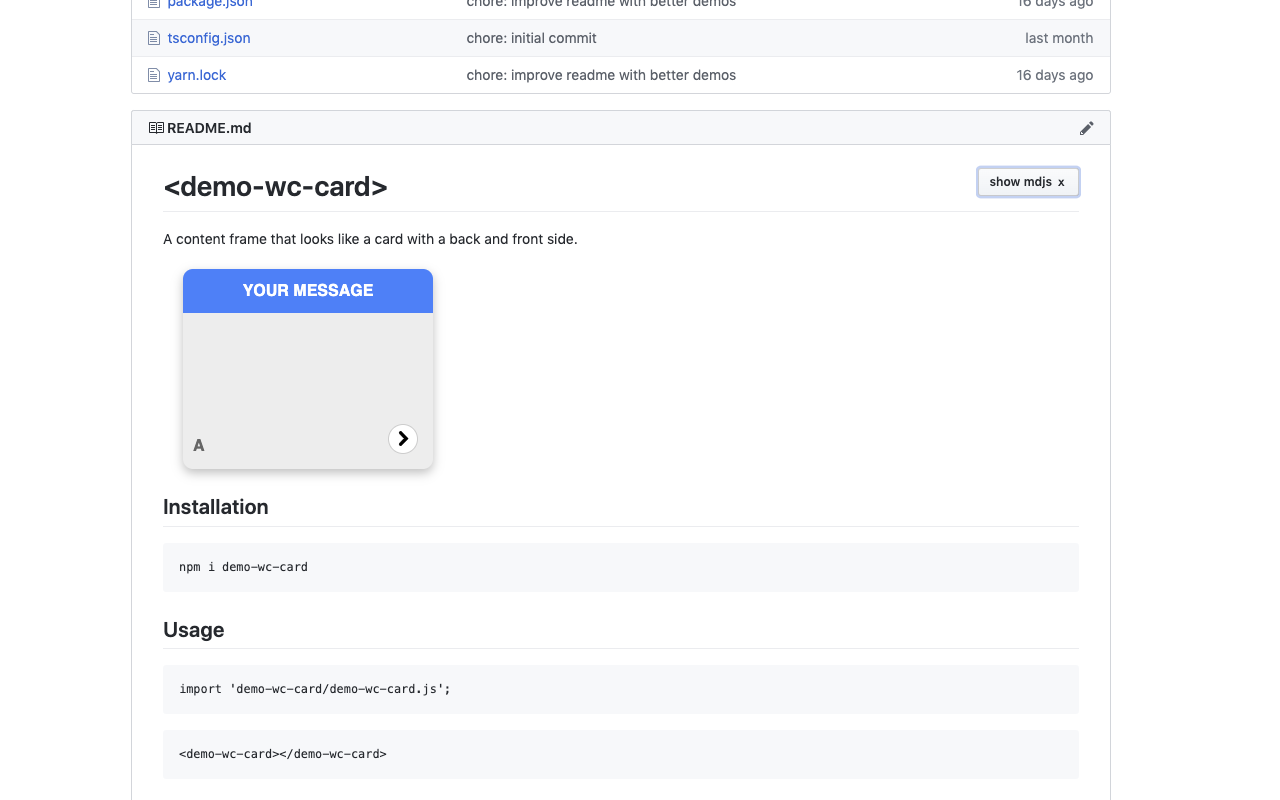 package.json chore: improve readme with better demos 16 days ago
tsconfig.json chore: initial commit last month
yarn.lock chore: improve readme with better demos 16 days ago
README.md
<demo-wc-card> show mdjs x
A content frame that looks like a card with a back and front side.
YOUR MESSAGE
A
Installation
npm i demo-wc-card
Usage
import 'demo-wc-card/demo-wc-card.js';
<demo-wc-card></demo-wc-card>